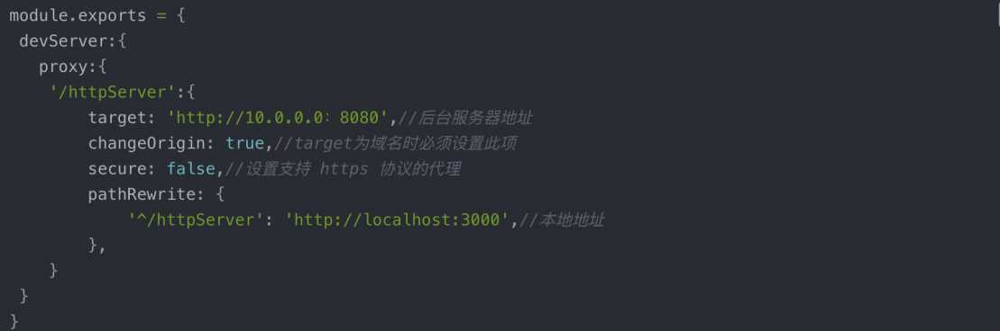 module.exports = {
devServer:{
proxy:{
'/httpServer':{
target: 'http://10.0.0.0：8080',//后台服务器地址
changeOrigin: true,//target为域名时必须设置此项
secure: false,//设置支持 https 协议的代理
pathRewrite: {
'^/httpServer': 'http://localhost:3000',//本地地址
},
}
}
}